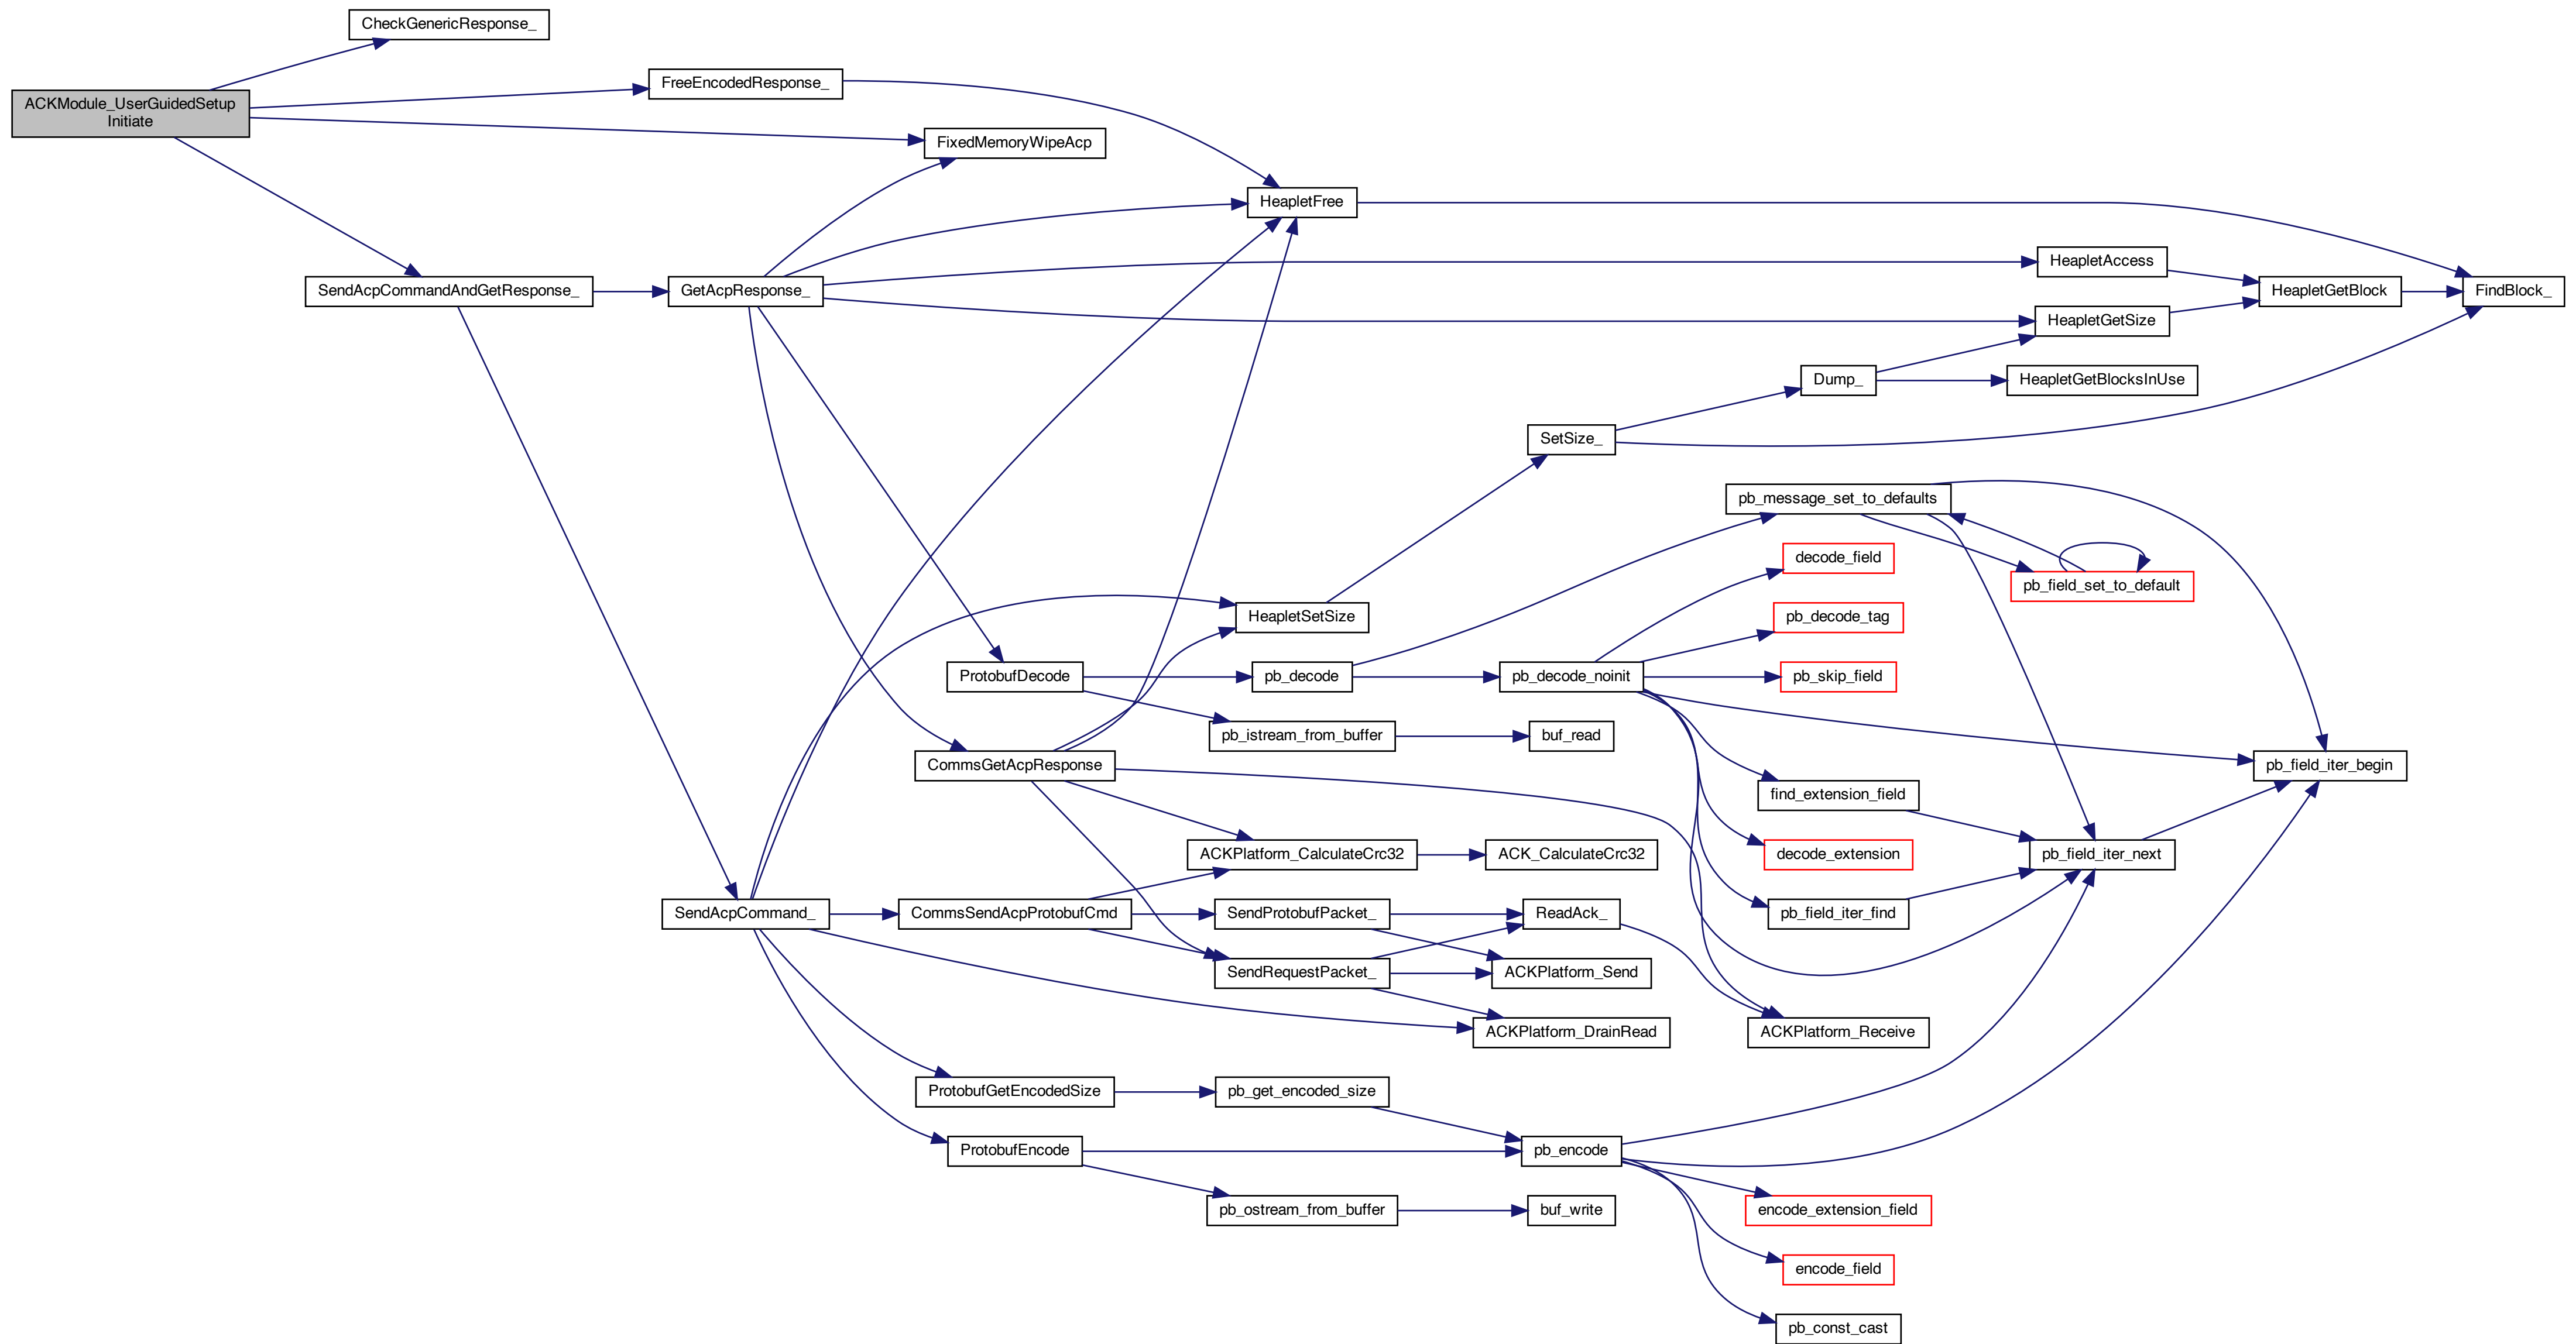 CheckGenericResponse_
FreeEncodedResponse_
ACKModule_UserGuidedSetup
Initiate
FixedMemoryWipeAcp
HeapletFree
HeapletAccess
SendAcpCommandAndGetResponse_
GetAcpResponse_
HeapletGetBlock
FindBlock_
HeapletGetSize
Dump_
HeapletGetBlocksInUse
SetSize_
pb_message_set_to_defaults
decode_field
pb_field_set_to_default
HeapletSetSize
pb_decode_tag
ProtobufDecode
pb_decode
pb_decode_noinit
pb_skip_field
pb_istream_from_buffer
buf_read
CommsGetAcpResponse
pb_field_iter_begin
find_extension_field
ACKPlatform_CalculateCrc32
ACK_CalculateCrc32
decode_extension
pb_field_iter_next
SendAcpCommand_
CommsSendAcpProtobufCmd
SendProtobufPacket_
ReadAck_
pb_field_iter_find
SendRequestPacket_
ACKPlatform_Send
ACKPlatform_DrainRead
ACKPlatform_Receive
ProtobufGetEncodedSize
pb_get_encoded_size
ProtobufEncode
pb_encode
pb_ostream_from_buffer
buf_write
encode_extension_field
encode_field
pb_const_cast